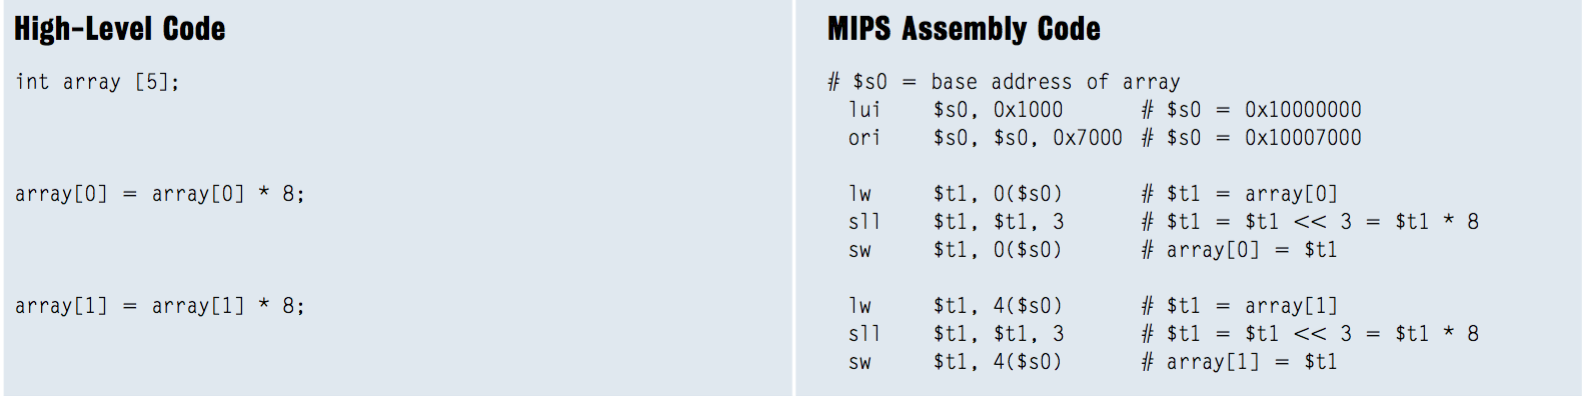 High-Level Code
int array [5];
array[0] = array[0] * 8;
array[1] = array[1] * 8;
MIPS Assembly Code
# $s0 = base address of array
lui $s0, 0x1000 # $s0 = 0x10000000
ori $s0, $s0, 0x7000 # $s0 = 0x10007000
lw $t1, 0($s0) # $t1 = array[0]
sll $t1, $t1, 3 # $t1 = $t1 << 3 = $t1 * 8
sw $t1, 0($s0) # array[0] = $t1
lw $t1, 4($s0) # $t1 = array[1]
sll $t1, $t1, 3 # $t1 = $t1 << 3 = $t1 * 8
sw $t1, 4($s0) # array[1] = $t1